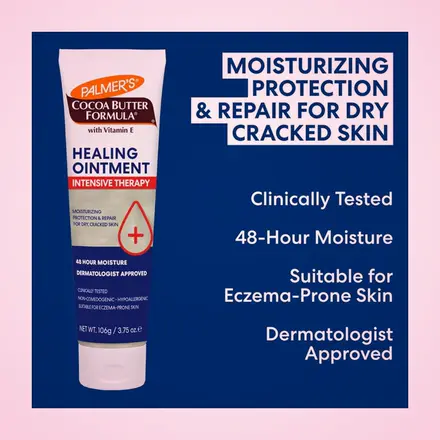 PALMER'S®
COCOA BUTTER
FORMULA®
with Vitamin E
HEALING
OINTMENT
INTENSIVE THERAPY
MOISTURIZING
PROTECTION & REPAIR
FOR DRY, CRACKED SKIN
48 HOUR MOISTURE
DERMATOLOGIST APPROVED
CLINICALLY TESTED
NON-COMEDOGENIC • HYPOALLERGENIC
SUITABLE FOR ECZEMA-PRONE SKIN
NET WT. 106g / 3.75 oz. e
MOISTURIZING
PROTECTION
& REPAIR FOR DRY
CRACKED SKIN
Clinically Tested
48-Hour Moisture
Suitable for
Eczema-Prone Skin
Dermatologist
Approved